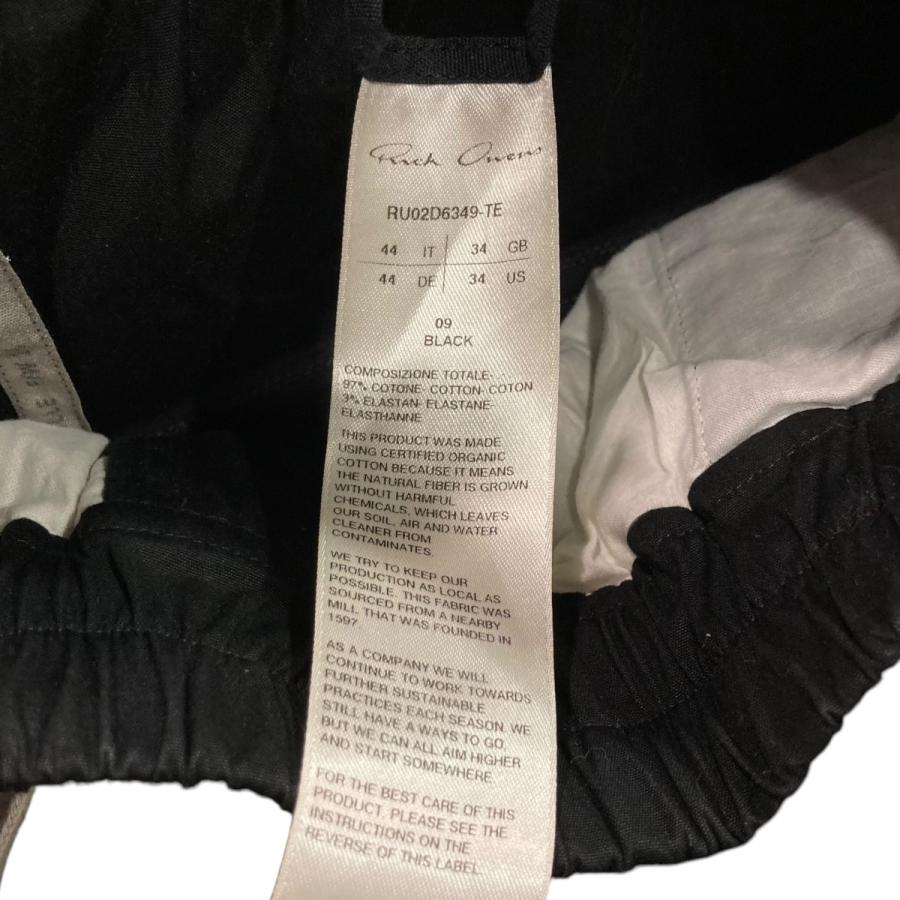 Rick Owens
RU02D6349-TE
44 IT 34 GB
44 DE 34 US
09
BLACK
COMPOSIZIONE TOTALE-
97% COTONE- COTTON- COTON
3% ELASTAN- ELASTANE-
ELASTHANNE
THIS PRODUCT WAS MADE
USING CERTIFIED ORGANIC
COTTON BECAUSE IT MEANS
THE NATURAL FIBER IS GROWN
WITHOUT HARMFUL
CHEMICALS, WHICH LEAVES
OUR SOIL, AIR AND WATER
CLEANER FROM
CONTAMINATES.
WE TRY TO KEEP OUR
PRODUCTION AS LOCAL AS
POSSIBLE. THIS FABRIC WAS
SOURCED FROM A NEARBY
MILL THAT WAS FOUNDED IN
1597.
AS A COMPANY WE WILL
CONTINUE TO WORK TOWARDS
FURTHER SUSTAINABLE
PRACTICES EACH SEASON. WE
STILL HAVE A WAYS TO GO,
BUT WE CAN ALL AIM HIGHER
AND START SOMEWHERE.
FOR THE BEST CARE OF THIS
PRODUCT, PLEASE SEE THE
INSTRUCTIONS ON THE
REVERSE OF THIS LABEL.